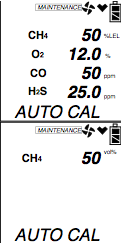 MAINTENANCE
CH4 50 %LEL
O2 12.0 %
CO 50 ppm
H2S 25.0 ppm
AUTO CAL
MAINTENANCE
CH4 50 vol%
AUTO CAL